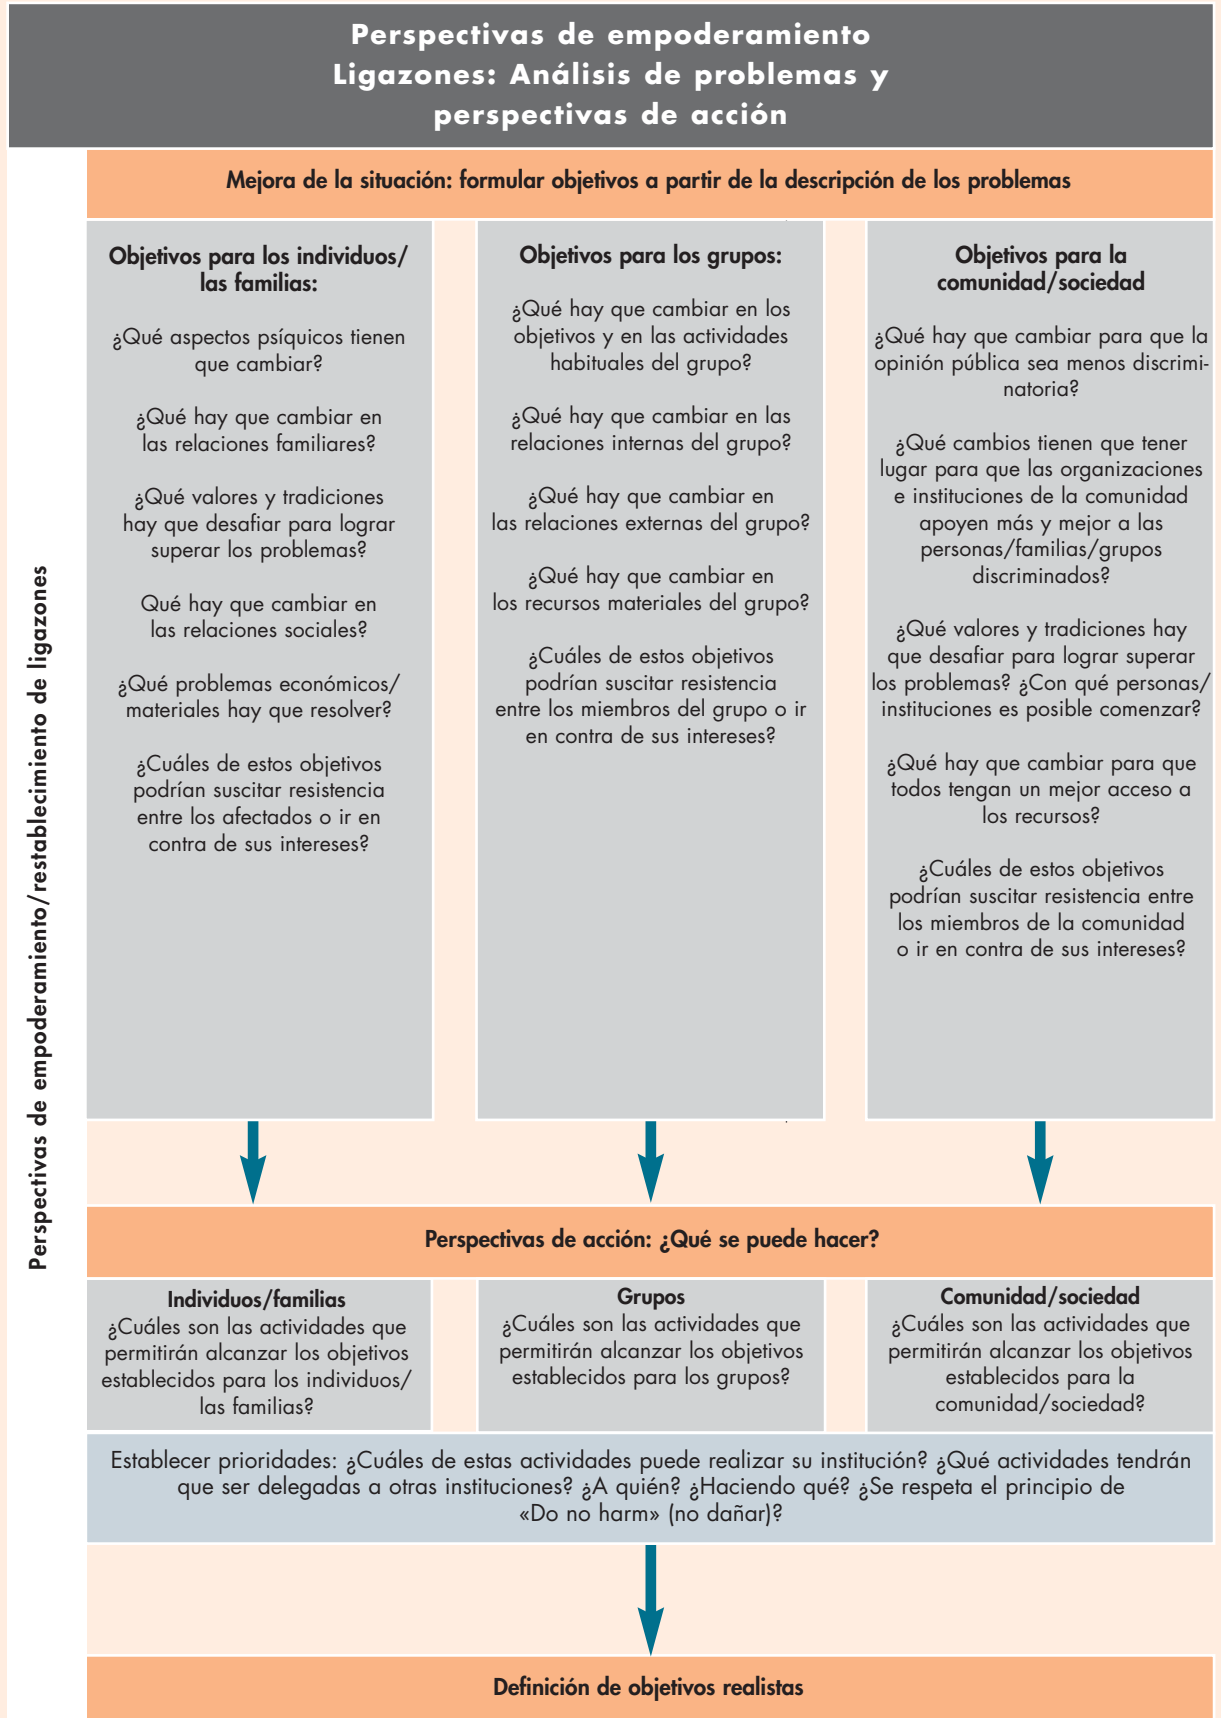 Perspectivas de empoderamiento
Ligazones: Análisis de problemas y
perspectivas de acción
Perspectivas de empoderamiento/restablecimiento de ligazones
Mejora de la situación: formular objetivos a partir de la descripción de los problemas
Objetivos para los individuos/
las familias:
¿Qué aspectos psíquicos tienen
que cambiar?
¿Qué hay que cambiar en
las relaciones familiares?
¿Qué valores y tradiciones
hay que desafiar para lograr
superar los problemas?
Qué hay que cambiar en
las relaciones sociales?
¿Qué problemas económicos/
materiales hay que resolver?
¿Cuáles de estos objetivos
podrían suscitar resistencia
entre los afectados o ir en
contra de sus intereses?
Objetivos para los grupos:
¿Qué hay que cambiar en los
objetivos y en las actividades
habituales del grupo?
¿Qué hay que cambiar en las
relaciones internas del grupo?
¿Qué hay que cambiar en
las relaciones externas del grupo?
¿Qué hay que cambiar en
los recursos materiales del grupo?
¿Cuáles de estos objetivos
podrían suscitar resistencia
entre los miembros del grupo o ir
en contra de sus intereses?
Objetivos para la
comunidad/sociedad
¿Qué hay que cambiar para que la
opinión pública sea menos discrimi-
natoria?
¿Qué cambios tienen que tener
lugar para que las organizaciones
e instituciones de la comunidad
apoyen más y mejor a las
personas/familias/grupos
discriminados?
¿Qué valores y tradiciones hay
que desafiar para lograr superar
los problemas? ¿Con qué personas/
instituciones es posible comenzar?
¿Qué hay que cambiar para que
todos tengan un mejor acceso a
los recursos?
¿Cuáles de estos objetivos
podrían suscitar resistencia entre
los miembros de la comunidad
o ir en contra de sus intereses?
Perspectivas de acción: ¿Qué se puede hacer?
Individuos/familias
¿Cuáles son las actividades que
permitirán alcanzar los objetivos
establecidos para los individuos/
las familias?
Grupos
¿Cuáles son las actividades que
permitirán alcanzar los objetivos
establecidos para los grupos?
Comunidad/sociedad
¿Cuáles son las actividades que
permitirán alcanzar los objetivos
establecidos para la
comunidad/sociedad?
Establecer prioridades: ¿Cuáles de estas actividades puede realizar su institución? ¿Qué actividades tendrán
que ser delegadas a otras instituciones? ¿A quién? ¿Haciendo qué? ¿Se respeta el principio de
«Do no harm» (no dañar)?
Definición de objetivos realistas